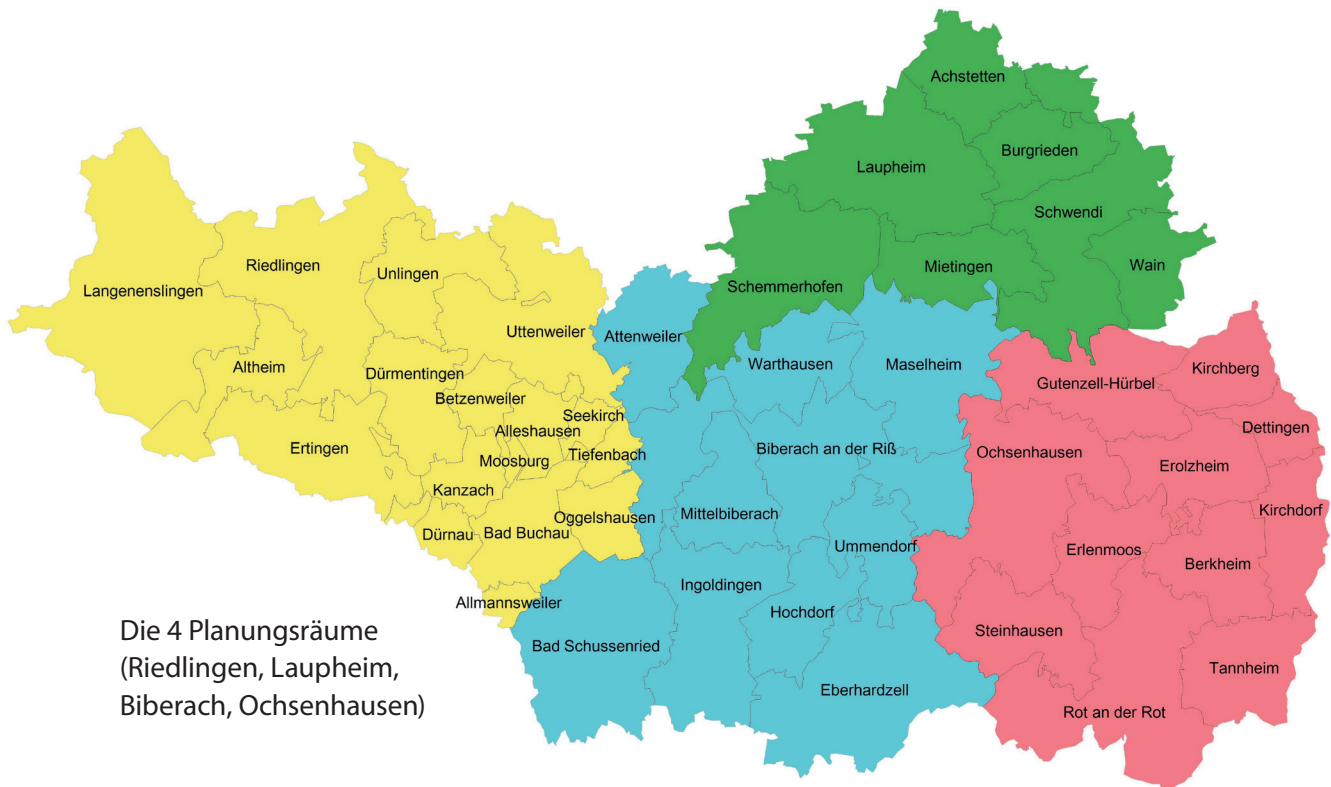 Achstetten
Burgrieden
Laupheim
Schwendi
Wain
Mietingen
Schemmerhofen
Riedlingen
Unlingen
Langenenslingen
Uttenweiler
Altheim
Dürmentingen
Betzenweiler
Seekirch
Alleshausen
Ertingen
Moosburg
Tiefenbach
Kanzach
Oggelshausen
Dürnau
Bad Buchau
Allmannsweiler
Attenweiler
Warthausen
Maselheim
Biberach an der Riß
Mittelbiberach
Ummendorf
Ingoldingen
Hochdorf
Bad Schussenried
Eberhardzell
Kirchberg
Gutenzell-Hürbel
Dettingen
Ochsenhausen
Erolzheim
Kirchdorf
Erlenmoos
Berkheim
Steinhausen
Tannheim
Rot an der Rot
Die 4 Planungsräume
(Riedlingen, Laupheim,
Biberach, Ochsenhausen)